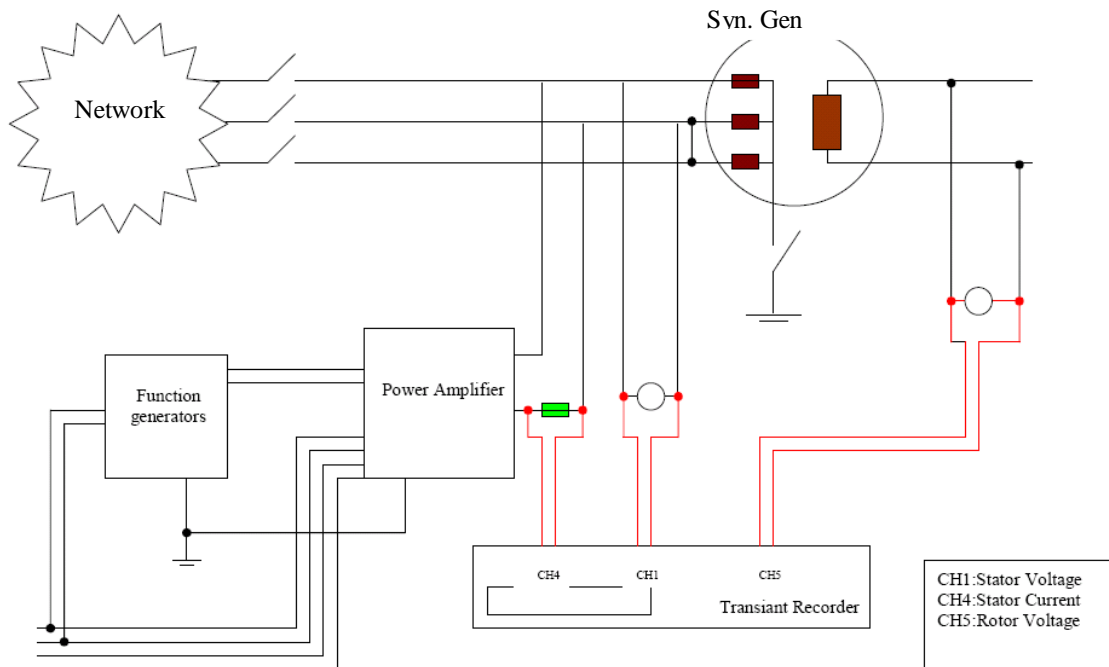 Svn. Gen
Network
Function
generators
Power Amplifier
CH4
CH1
CH5
Transiant Recorder
CH1:Stator Voltage
CH4:Stator Current
CH5:Rotor Voltage